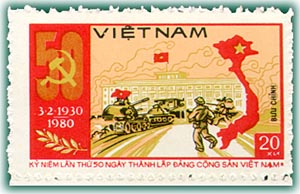 VIỆTNAM
50
3·2·1930
1980
BƯU CHÍNH
20
XU
KỶ NIỆM LẦN THỨ 50 NGÀY THÀNH LẬP ĐẢNG CỘNG SẢN VIỆT NAM